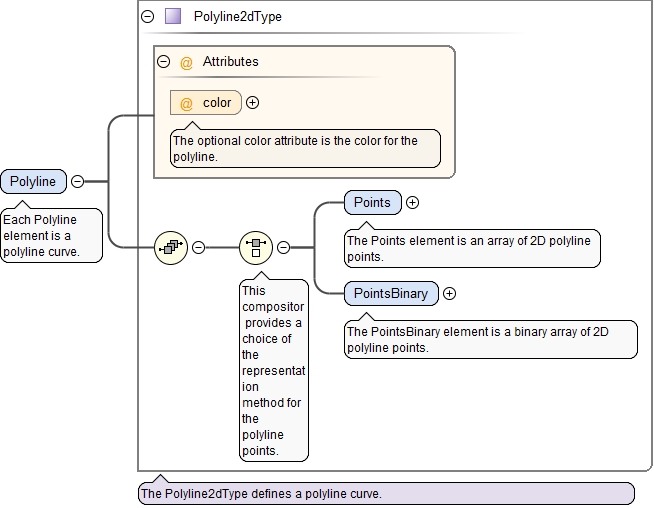 Polyline2dType
@ Attributes
@ color
The optional color attribute is the color for the
polyline.
Polyline
Each Polyline
element is a
polyline curve.
Points
The Points element is an array of 2D polyline
points.
PointsBinary
The PointsBinary element is a binary array of 2D
polyline points.
This
compositor
provides a
choice of
the
representat
ion
method for
the
polyline
points.
The Polyline2dType defines a polyline curve.